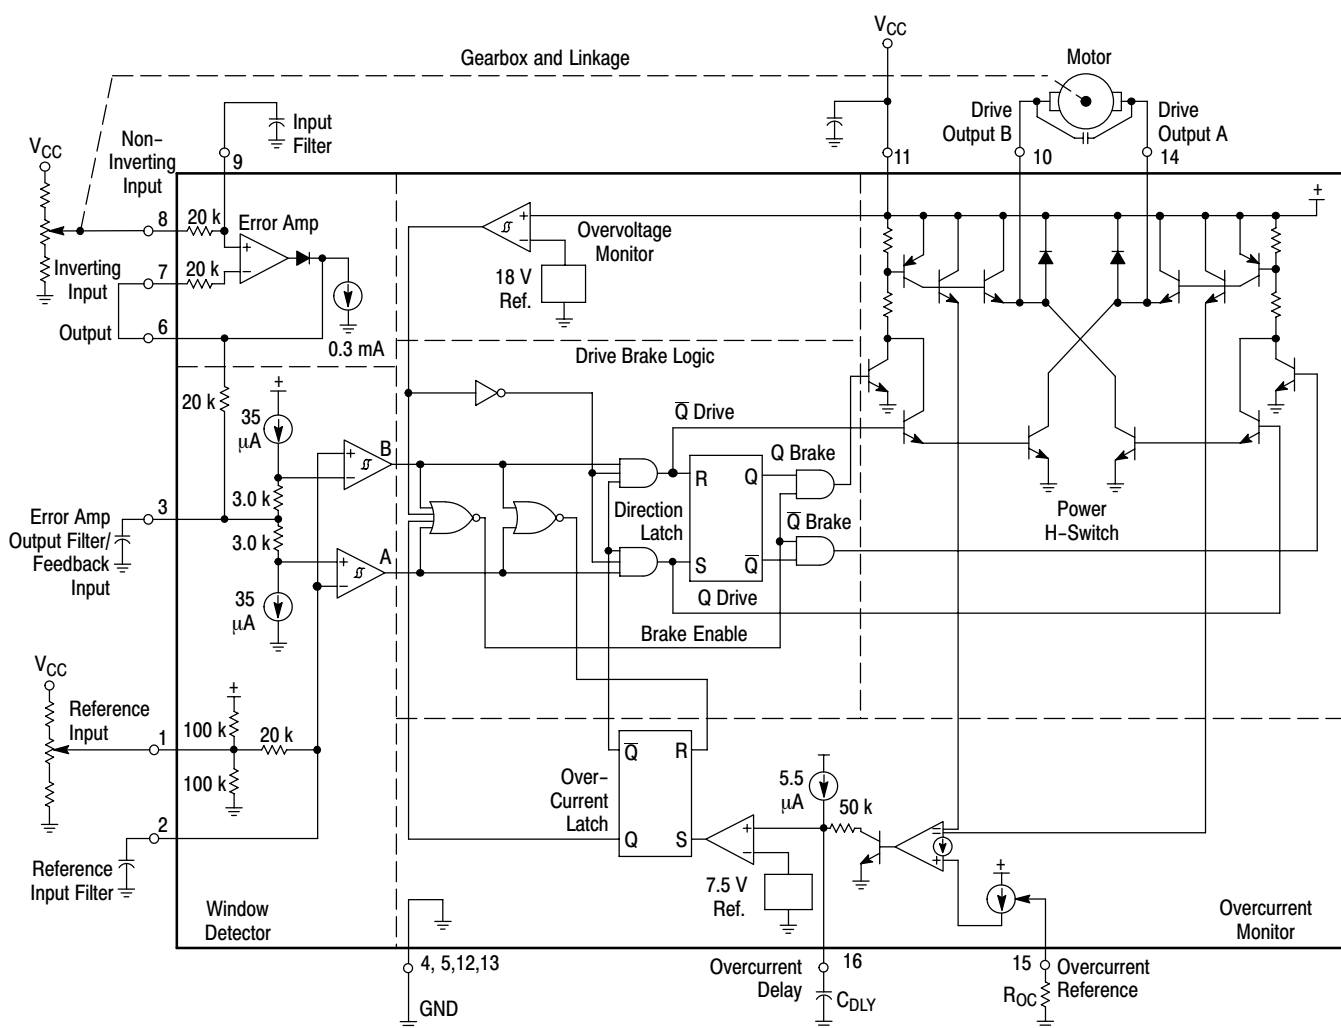 V_CC
Gearbox and Linkage
Motor
Drive
Output B
Drive
Output A
Input
Filter
Non-
Inverting
Input
V_CC
9
11
10
14
8
20 k
Error Amp
+
−
Inverting
Input
7
20 k
Output
6
0.3 mA
+
−
Overvoltage
Monitor
18 V
Ref.
+
Drive Brake Logic
20 k
+
35
μA
B
+
−
3.0 k
3
Error Amp
Output Filter/
Feedback
Input
3.0 k
A
+
−
35
μA
Q̅ Drive
Q Brake
R
Q
Direction
Latch
Q̅ Brake
S
Q̅
Q Drive
Brake Enable
Power
H-Switch
V_CC
Reference
Input
+
100 k
20 k
1
100 k
2
Reference
Input Filter
Q̅
R
Over-
Current
Latch
Q
S
5.5
μA
50 k
+
−
7.5 V
Ref.
=
+
+
Window
Detector
Overcurrent
Monitor
4, 5,12,13
GND
Overcurrent
Delay
16
C_DLY
15
Overcurrent
Reference
R_OC